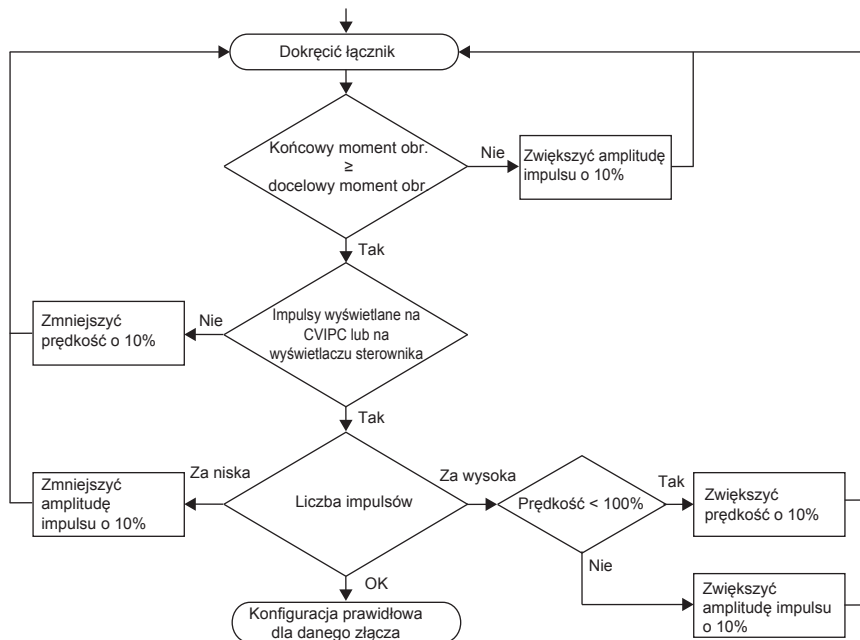 Dokręcić łącznik
Końcowy moment obr.
≥
docelowy moment obr
Nie
Zwiększyć amplitudę
impulsu o 10%
Tak
Impulsy wyświetlane na
CVIPC lub na
wyświetlaczu sterownika
Nie
Zmniejszyć
prędkość o 10%
Tak
Liczba impulsów
Za niska
Zmniejszyć
amplitudę
impulsu o 10%
Za wysoka
Prędkość < 100%
Tak
Zwiększyć
prędkość o 10%
Nie
Zwiększyć
amplitudę impulsu
o 10%
OK
Konfiguracja prawidłowa
dla danego złącza